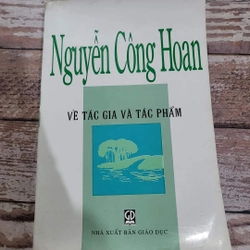 Nguyễn Công Hoan
VỀ TÁC GIA VÀ TÁC PHẨM
NHÀ XUẤT BẢN GIÁO DỤC